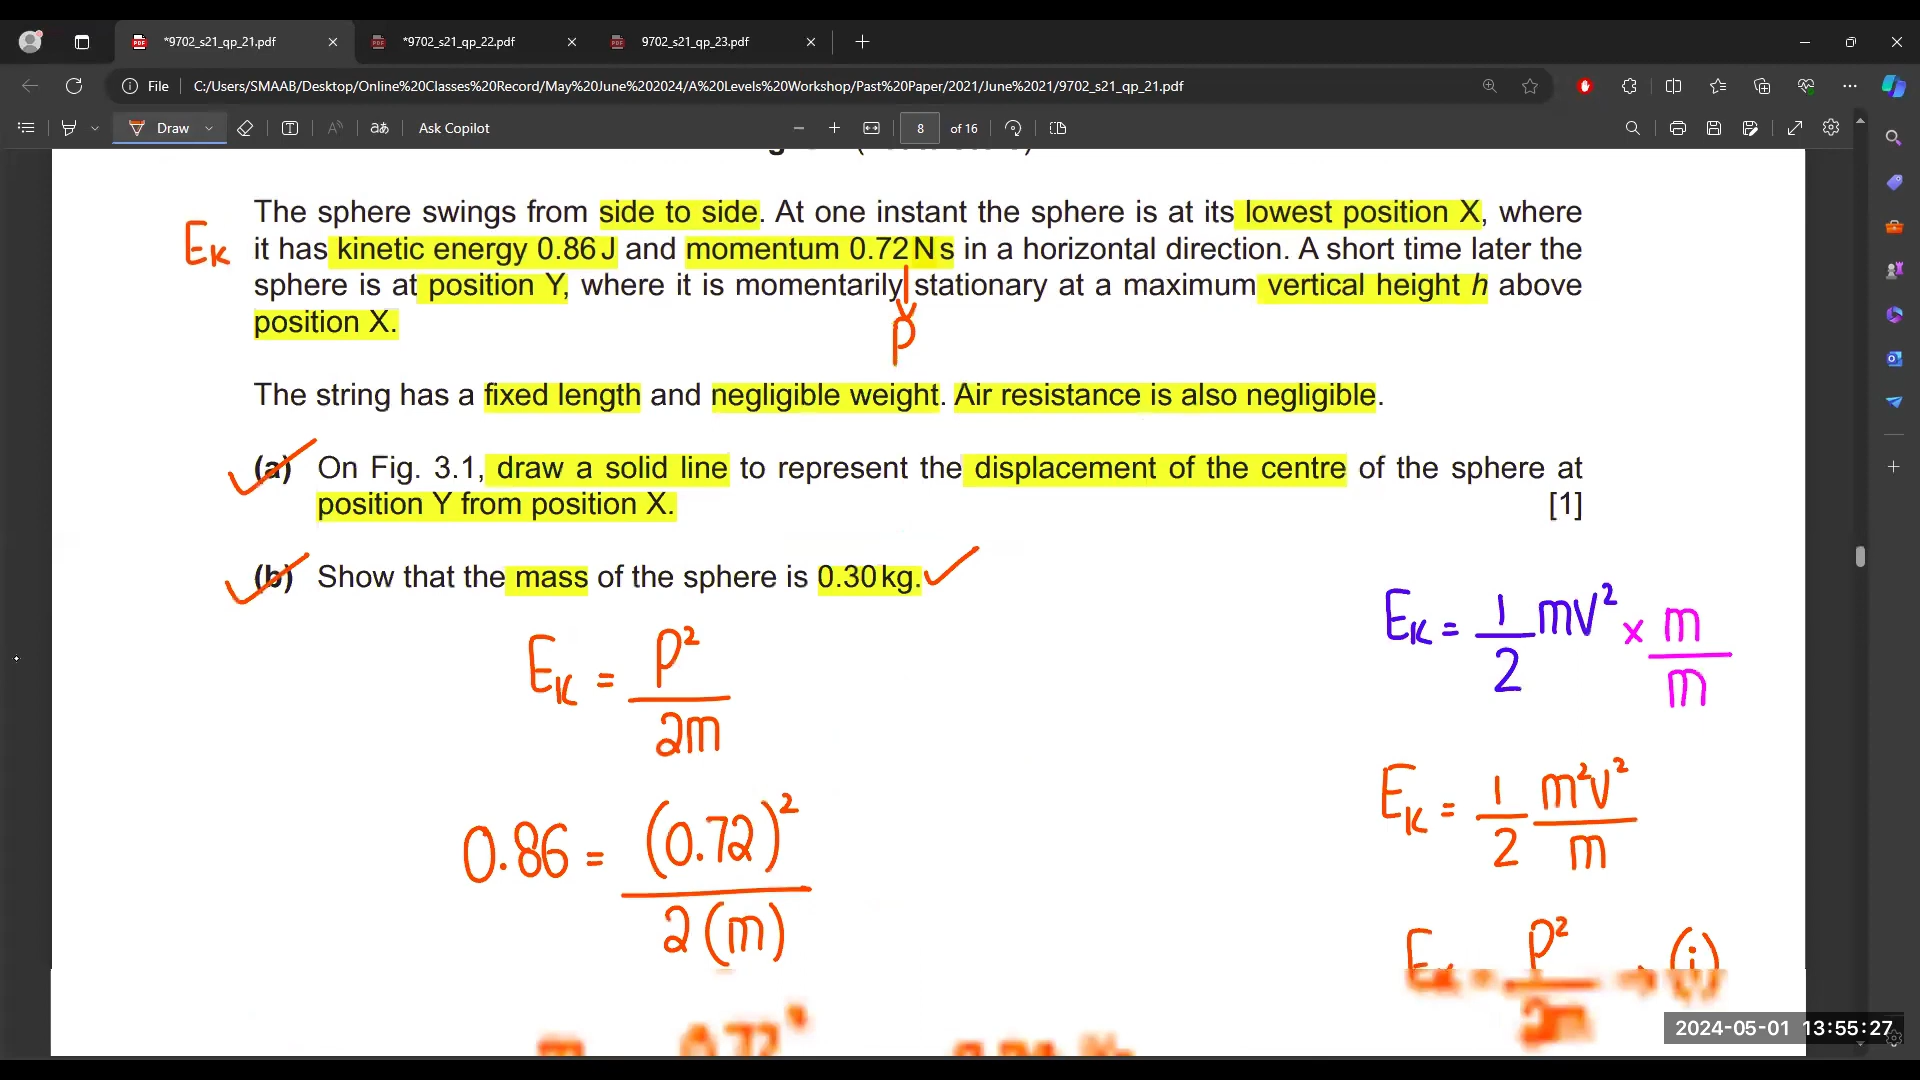 *9702_s21_qp_21.pdf
*9702_s21_qp_22.pdf
9702_s21_qp_23.pdf
File
C:/Users/SMAAB/Desktop/Online%20Classes%20Record/May%20June%202024/A%20Levels%20Workshop/Past%20Paper/2021/June%2021/9702_s21_qp_21.pdf
Draw
Ask Copilot
8 of 16
The sphere swings from side to side. At one instant the sphere is at its lowest position X, where
it has kinetic energy 0.86 J and momentum 0.72 N s in a horizontal direction. A short time later the
sphere is at position Y, where it is momentarily stationary at a maximum vertical height h above
position X.
E_K
P
The string has a fixed length and negligible weight. Air resistance is also negligible.
(a) On Fig. 3.1, draw a solid line to represent the displacement of the centre of the sphere at
position Y from position X. [1]
(b) Show that the mass of the sphere is 0.30 kg.
E_K = P² / 2m
0.86 = (0.72)² / 2(m)
E_K = 1/2 mv² × m/m
E_K = 1/2 m²v²/m
E_K = P²/2m → (i)
2024-05-01 13:55:27